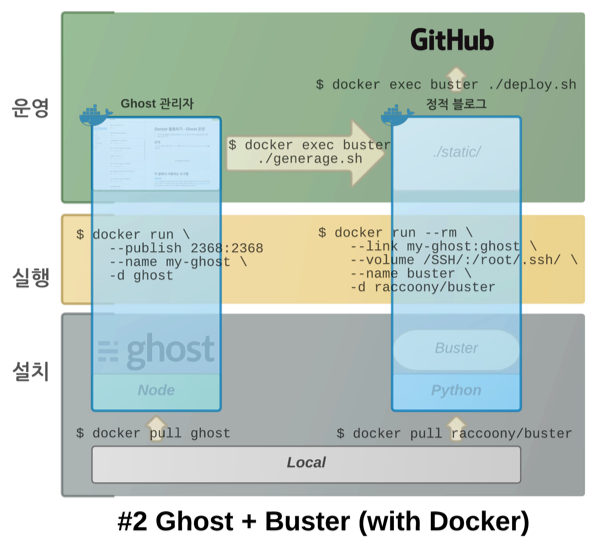 GitHub
$ docker exec buster ./deploy.sh
운영
Ghost 관리자
정적 블로그
$ docker exec buster
./generage.sh
./static/
실행
$ docker run \
--publish 2368:2368
--name my-ghost \
-d ghost
$ docker run --rm \
--link my-ghost:ghost \
--volume /SSH/:/root/.ssh/ \
--name buster \
-d raccoony/buster
설치
ghost
Buster
Node
Python
$ docker pull ghost
$ docker pull raccoony/buster
Local
#2 Ghost + Buster (with Docker)